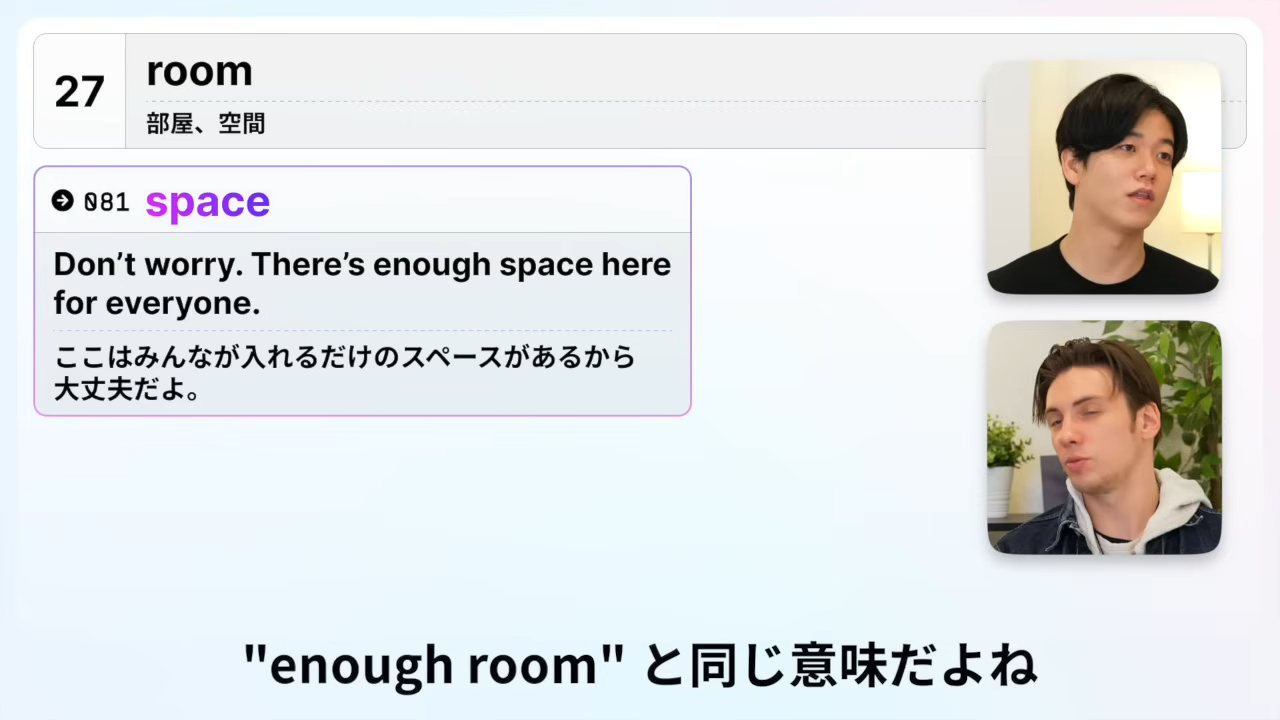 27
room
部屋、空間
081 space
Don’t worry. There’s enough space here
for everyone.
ここはみんなが入れるだけのスペースがあるから
大丈夫だよ。
"enough room" と同じ意味だよね